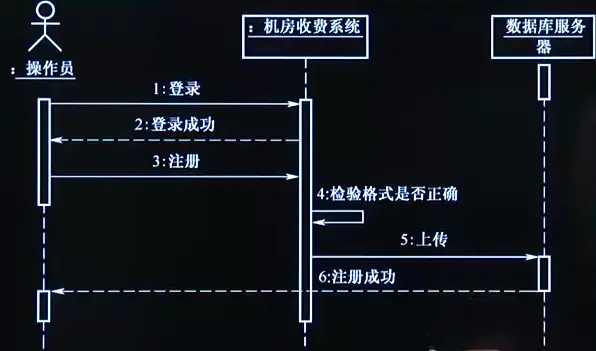 ：机房收费系统
数据库服务
器
：操作员
1:登录
2:登录成功
3:注册
4:检验格式是否正确
5:上传
6:注册成功